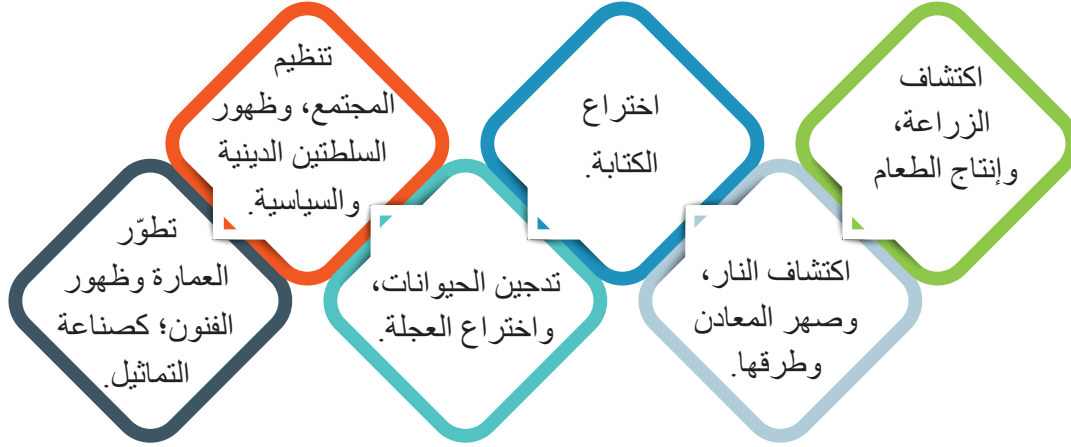 اكتشاف
الزراعة،
وإنتاج الطعام
اكتشاف النار،
وصهر المعادن
وطرقها.
اختراع
الكتابة.
تدجين الحيوانات،
واختراع العجلة.
تنظيم
المجتمع، وظهور
السلطتين الدينية
والسياسية.
تطوّر
العمارة وظهور
الفنون؛ كصناعة
التماثيل.